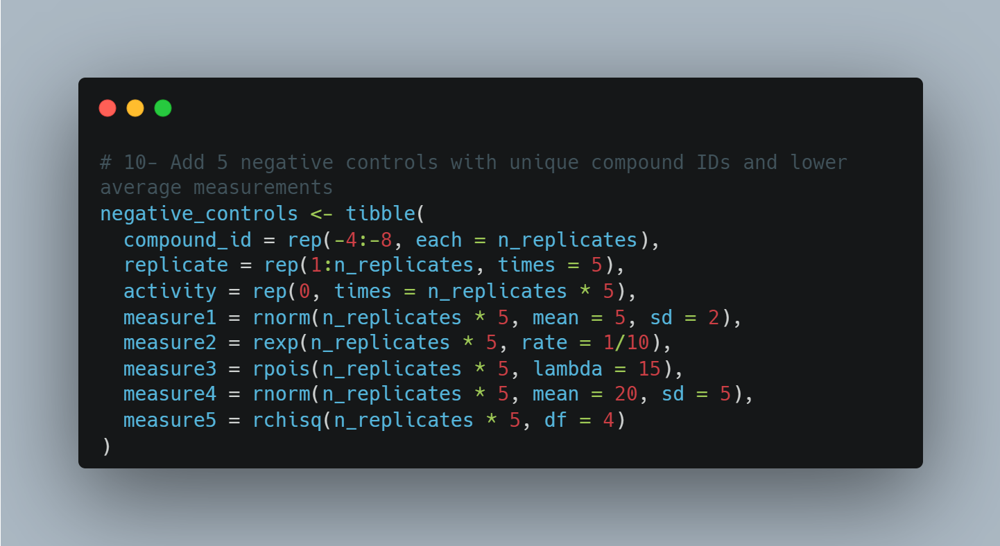 # 10- Add 5 negative controls with unique compound IDs and lower
average measurements
negative_controls <- tibble(
  compound_id = rep(-4:-8, each = n_replicates),
  replicate = rep(1:n_replicates, times = 5),
  activity = rep(0, times = n_replicates * 5),
  measure1 = rnorm(n_replicates * 5, mean = 5, sd = 2),
  measure2 = rexp(n_replicates * 5, rate = 1/10),
  measure3 = rpois(n_replicates * 5, lambda = 15),
  measure4 = rnorm(n_replicates * 5, mean = 20, sd = 5),
  measure5 = rchisq(n_replicates * 5, df = 4)
)